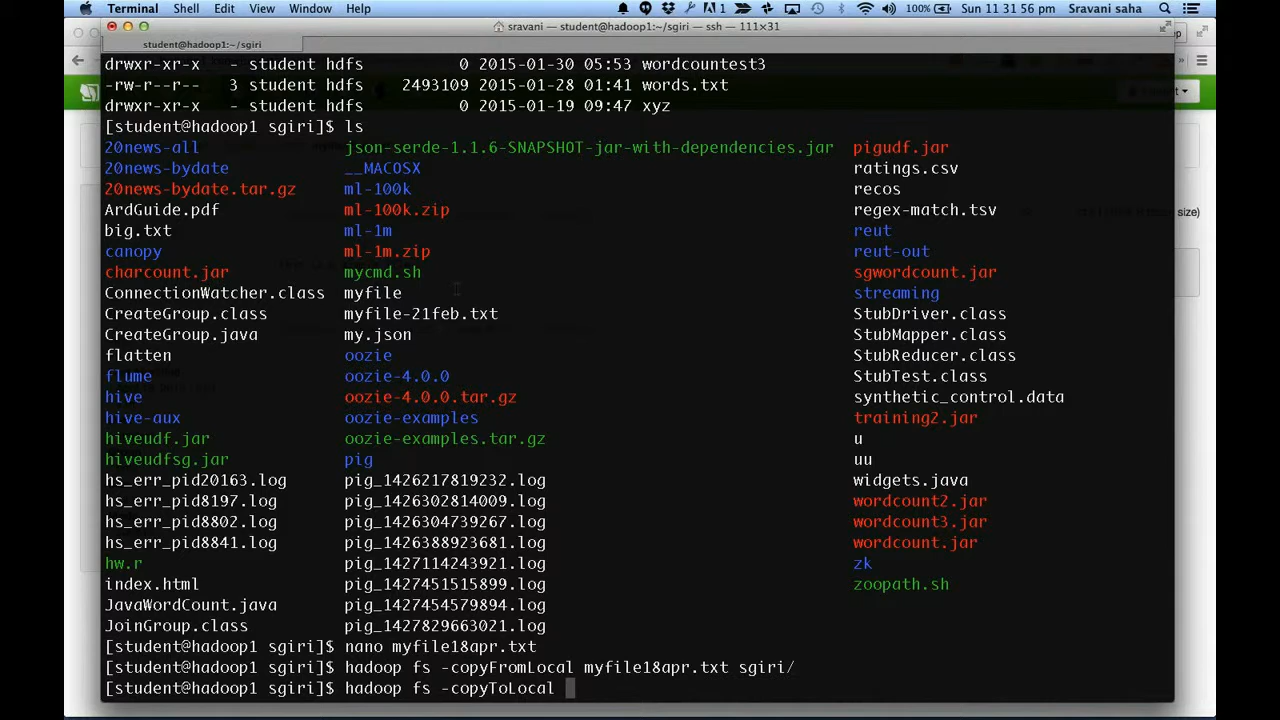 Terminal Shell Edit View Window Help 1 100% Sun 11 31 56 pm Sravani saha
sravani — student@hadoop1:~/sgiri — ssh — 111×31
student@hadoop1:~/sgiri
drwxr-xr-x - student hdfs 0 2015-01-30 05:53 wordcountest3
-rw-r--r-- 3 student hdfs 2493109 2015-01-28 01:41 words.txt
drwxr-xr-x - student hdfs 0 2015-01-19 09:47 xyz
[student@hadoop1 sgiri]$ ls
20news-all json-serde-1.1.6-SNAPSHOT-jar-with-dependencies.jar pigudf.jar
20news-bydate __MACOSX ratings.csv
20news-bydate.tar.gz ml-100k recos
ArdGuide.pdf ml-100k.zip regex-match.tsv size)
big.txt ml-1m reut
canopy ml-1m.zip reut-out
charcount.jar mycmd.sh sgwordcount.jar
ConnectionWatcher.class myfile streaming
CreateGroup.class myfile-21feb.txt StubDriver.class
CreateGroup.java my.json StubMapper.class
flatten oozie StubReducer.class
flume oozie-4.0.0 StubTest.class
hive oozie-4.0.0.tar.gz synthetic_control.data
hive-aux oozie-examples training2.jar
hiveudf.jar oozie-examples.tar.gz u
hiveudfsg.jar pig uu
hs_err_pid20163.log pig_1426217819232.log widgets.java
hs_err_pid8197.log pig_1426302814009.log wordcount2.jar
hs_err_pid8802.log pig_1426304739267.log wordcount3.jar
hs_err_pid8841.log pig_1426388923681.log wordcount.jar
hw.r pig_1427114243921.log zk
index.html pig_1427451515899.log zoopath.sh
JavaWordCount.java pig_1427454579894.log
JoinGroup.class pig_1427829663021.log
[student@hadoop1 sgiri]$ nano myfile18apr.txt
[student@hadoop1 sgiri]$ hadoop fs -copyFromLocal myfile18apr.txt sgiri/
[student@hadoop1 sgiri]$ hadoop fs -copyToLocal